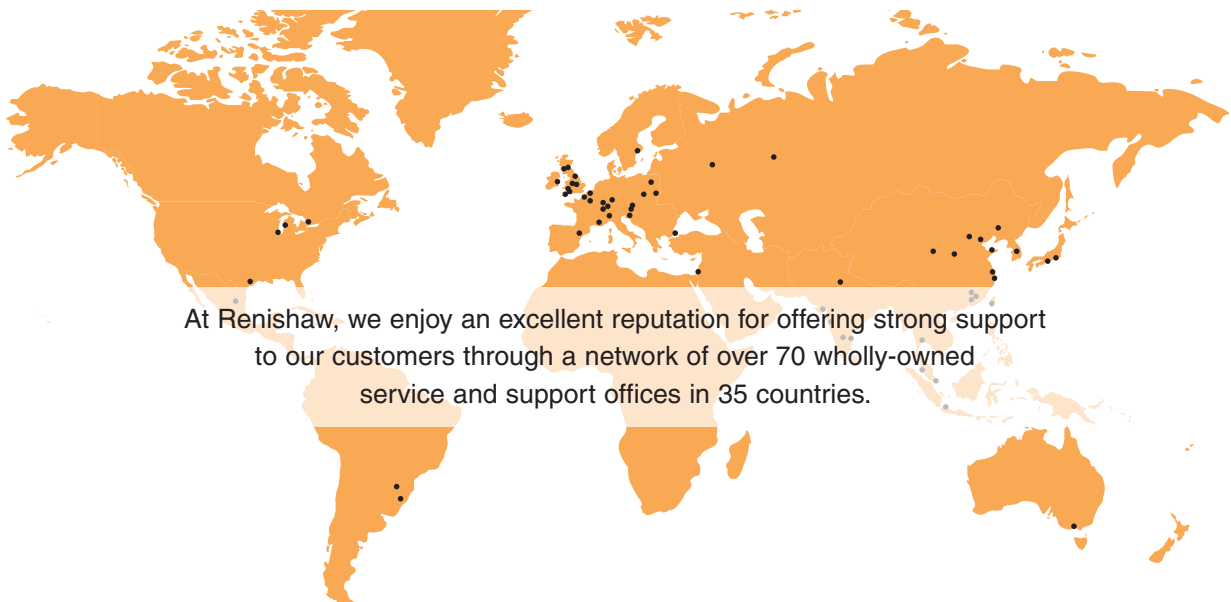 At Renishaw, we enjoy an excellent reputation for offering strong support
to our customers through a network of over 70 wholly-owned
service and support offices in 35 countries.